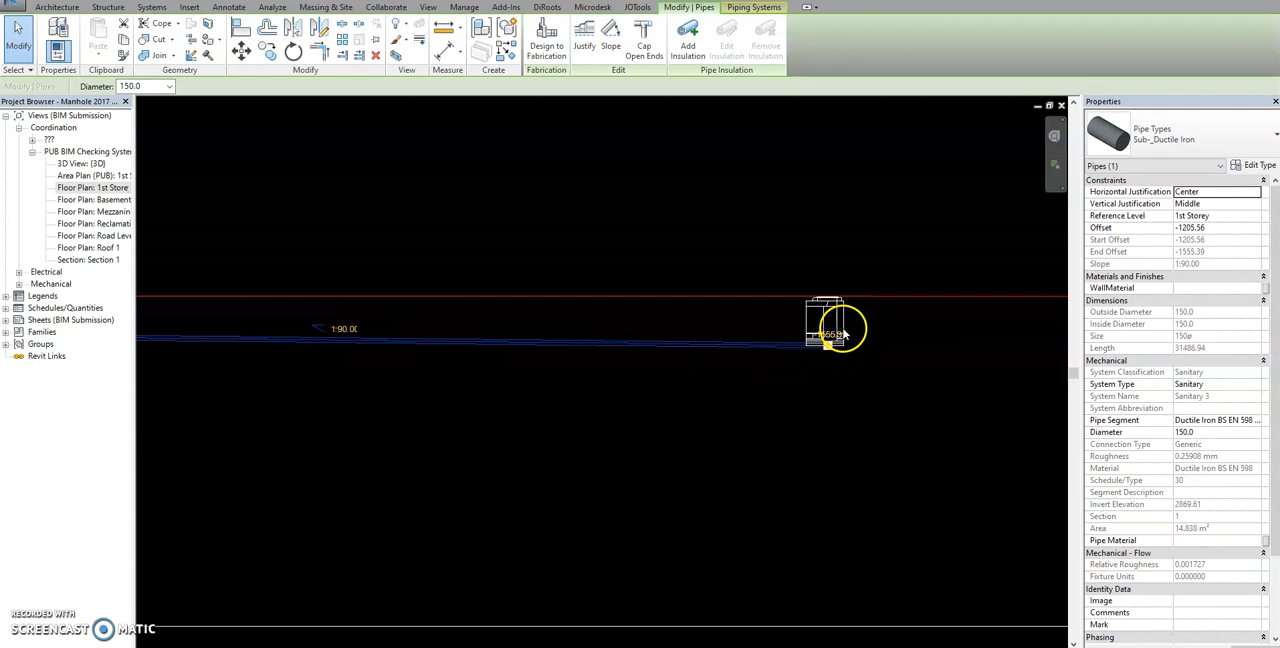 Architecture Structure Systems Insert Annotate Analyze Massing & Site Collaborate View Manage Add-Ins DiRoots Microdesk JOTools Modify | Pipes Piping Systems
Modify
Paste
Cope
Cut
Join
Design to Fabrication
Justify
Slope
Cap Open Ends
Add Insulation
Edit Insulation
Remove Insulation
Select Properties Clipboard Geometry Modify View Measure Create Fabrication Edit Pipe Insulation
Modify | Pipes Diameter: 150.0
Project Browser - Manhole 2017 ...
Views (BIM Submission)
Coordination
???
PUB BIM Checking Syste
3D View: {3D}
Area Plan (PUB): 1st
Floor Plan: 1st Store
Floor Plan: Basemen
Floor Plan: Mezzanin
Floor Plan: Reclamati
Floor Plan: Road Leve
Floor Plan: Roof 1
Section: Section 1
Electrical
Mechanical
Legends
Schedules/Quantities
Sheets (BIM Submission)
Families
Groups
Revit Links
1:90.00
RECORDED WITH
SCREENCAST MATIC
Properties
Pipe Types
Sub-_Ductile Iron
Pipes (1) Edit Type
Constraints
Horizontal Justification Center
Vertical Justification Middle
Reference Level 1st Storey
Offset -1205.56
Start Offset -1205.56
End Offset -1555.39
Slope 1:90.00
Materials and Finishes
WallMaterial
Dimensions
Outside Diameter 150.0
Inside Diameter 150.0
Size 150ø
Length 31486.94
Mechanical
System Classification Sanitary
System Type Sanitary
System Name Sanitary 3
System Abbreviation
Pipe Segment Ductile Iron BS EN 598 ...
Diameter 150.0
Connection Type Generic
Roughness 0.25908 mm
Material Ductile Iron BS EN 598
Schedule/Type 30
Segment Description
Invert Elevation 2869.61
Section 1
Area 14.838 m²
Pipe Material
Mechanical - Flow
Relative Roughness 0.001727
Fixture Units 0.000000
Identity Data
Image
Comments
Mark
Phasing